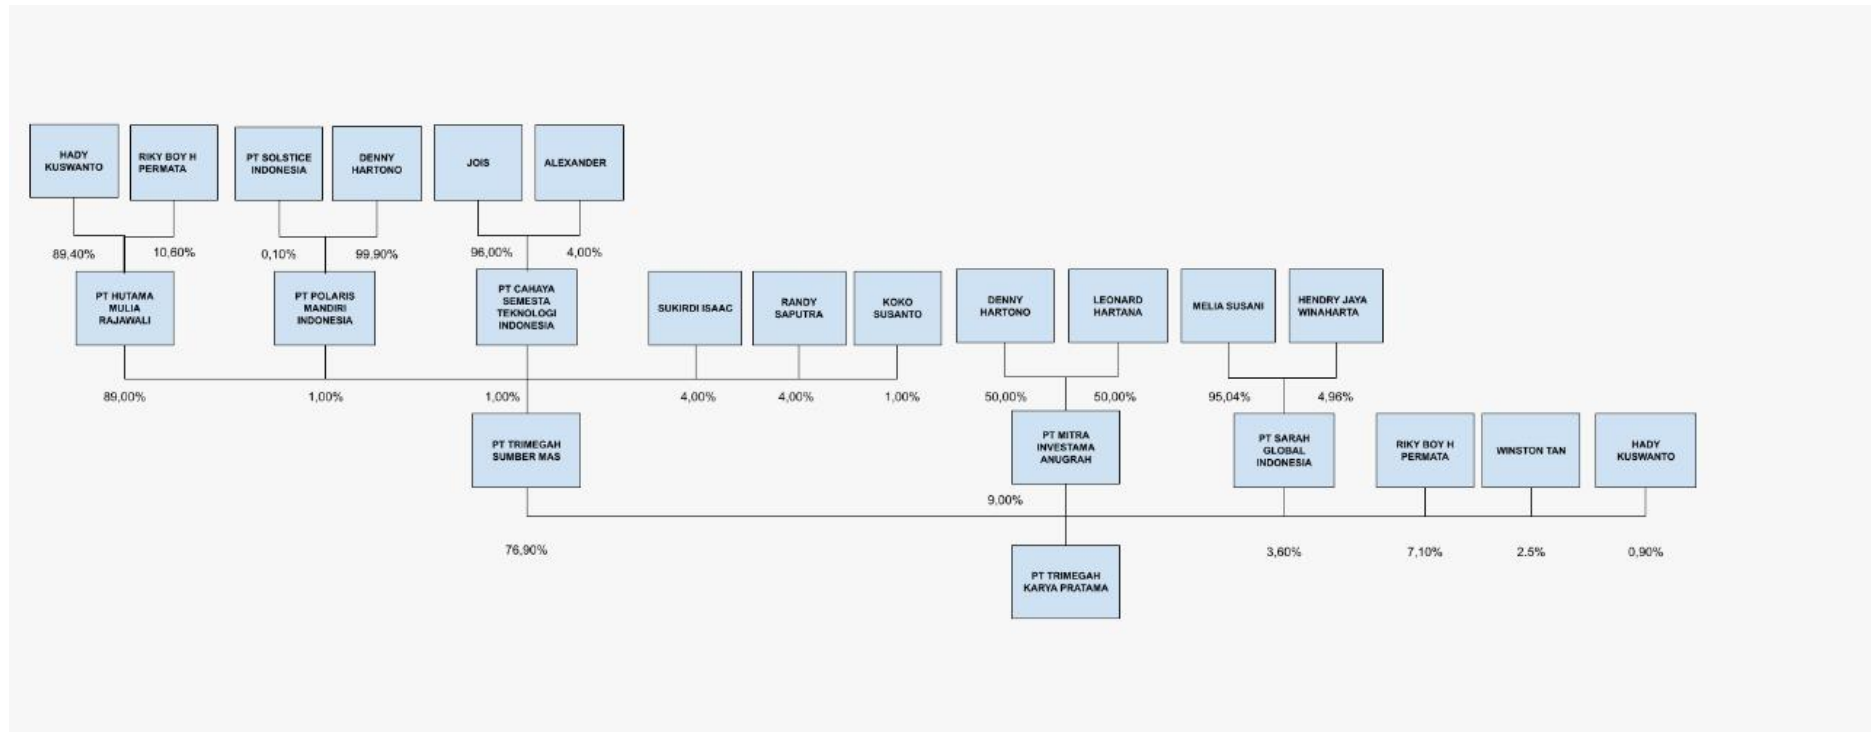 HADY
KUSWANTO
RIKY BOY H
PERMATA
PT SOLSTICE
INDONESIA
DENNY
HARTONO
JOIS
ALEXANDER
89,40%
10,60%
0,10%
99,90%
96,00%
4,00%
PT HUTAMA
MULIA
RAJAWALI
PT POLARIS
MANDIRI
INDONESIA
PT CAHAYA
SEMESTA
TEKNOLOGI
INDONESIA
SUKIRDI ISAAC
RANDY
SAPUTRA
KOKO
SUSANTO
DENNY
HARTONO
LEONARD
HARTANA
MELIA SUSANI
HENDRY JAYA
WINAHARTA
89,00%
1,00%
1,00%
4,00%
4,00%
1,00%
50,00%
50,00%
95,04%
4,96%
PT TRIMEGAH
SUMBER MAS
PT MITRA
INVESTAMA
ANUGRAH
PT SARAH
GLOBAL
INDONESIA
RIKY BOY H
PERMATA
WINSTON TAN
HADY
KUSWANTO
9,00%
76,90%
3,60%
7,10%
2.5%
0,90%
PT TRIMEGAH
KARYA PRATAMA